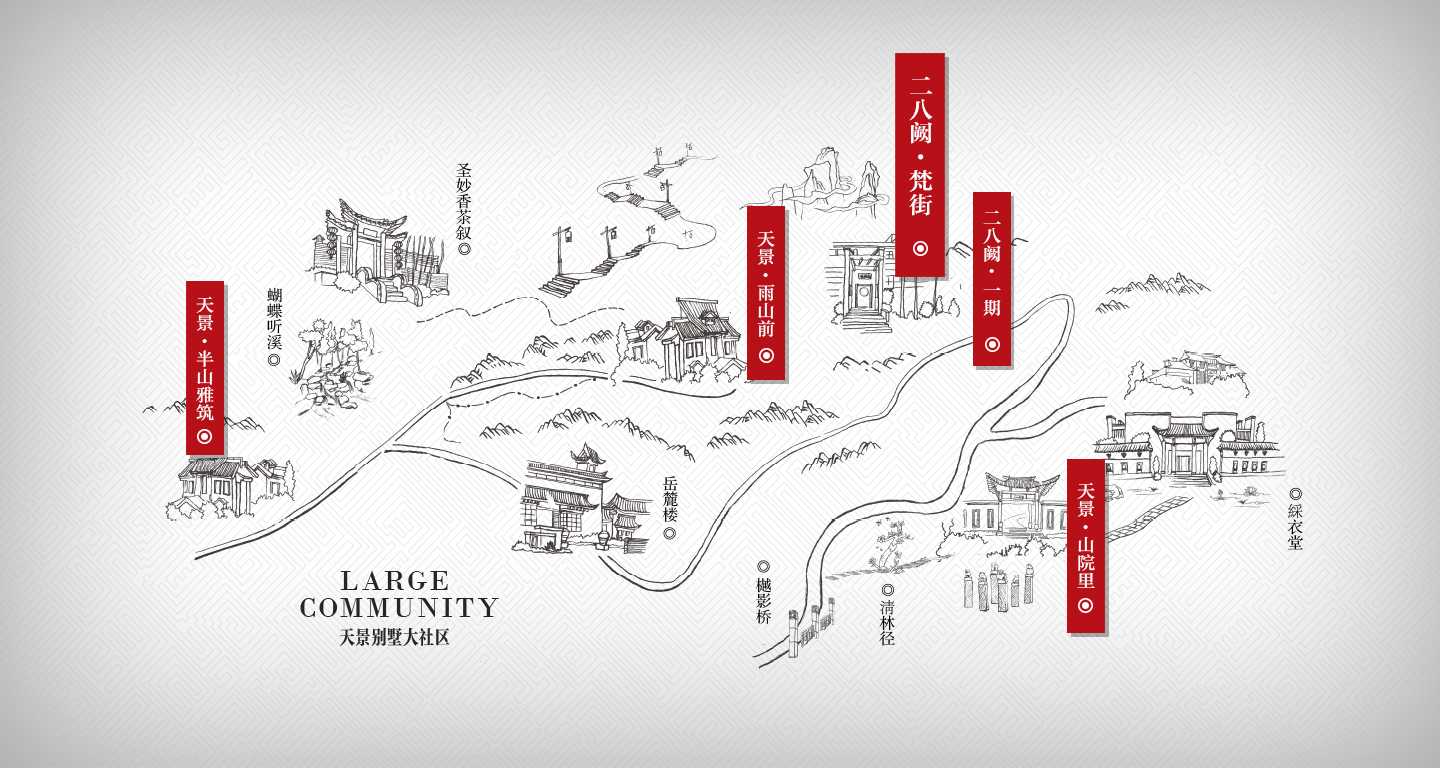 二八阙·梵街
圣妙香茶叙
二八阙·一期
天景·雨山前
天景·半山雅筑
蝴蝶听溪
天景·山院里
岳麓楼
綵衣堂
樾影桥
清林径
LARGE
COMMUNITY
天景别墅大社区